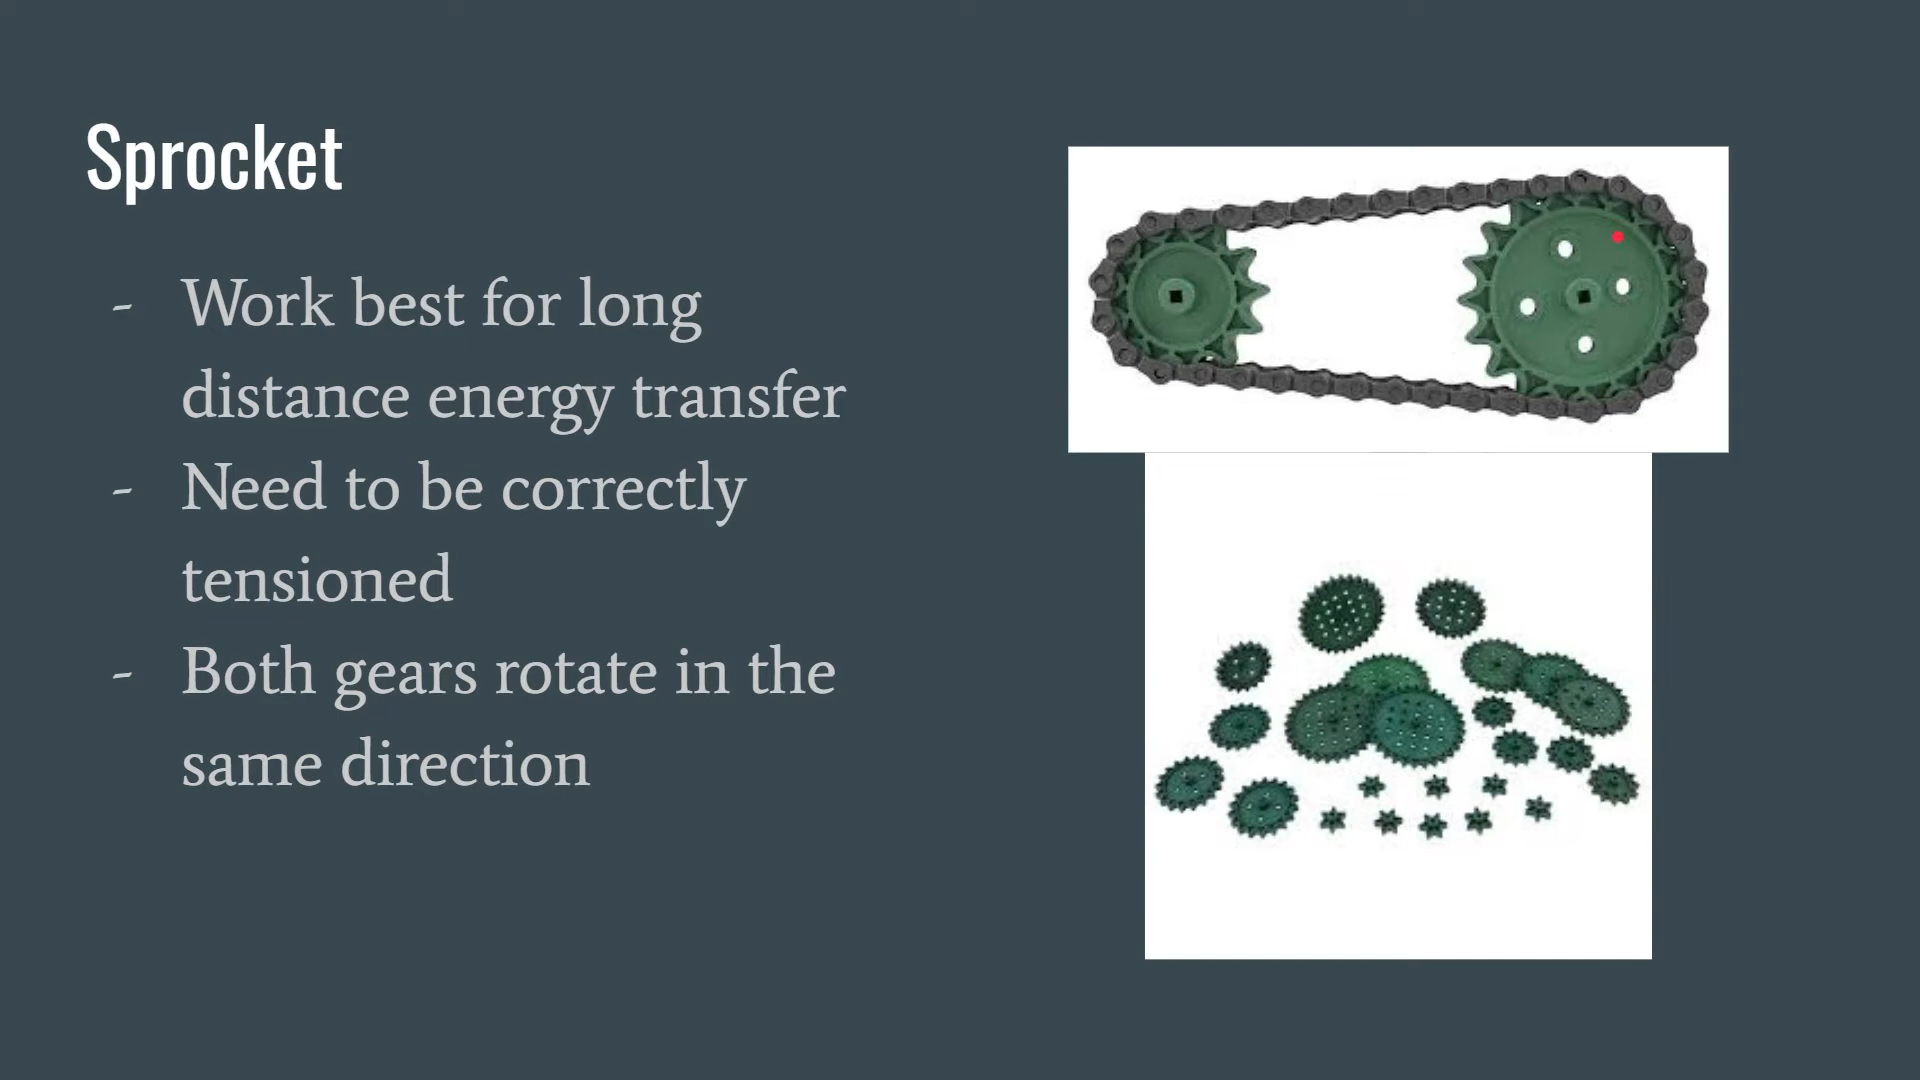 Sprocket
- Work best for long
distance energy transfer
- Need to be correctly
tensioned
- Both gears rotate in the
same direction